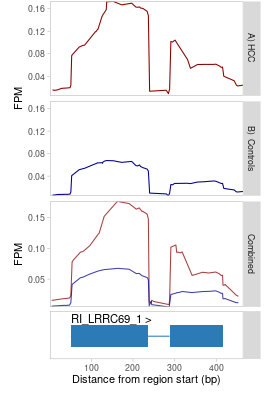 0.16
0.12
0.08
0.04
A) HCC
0.16
0.12
0.08
0.04
B) Controls
FPM
FPM
0.15
0.10
0.05
Combined
RI_LRRC69_1 >
100
200
300
400
Distance from region start (bp)